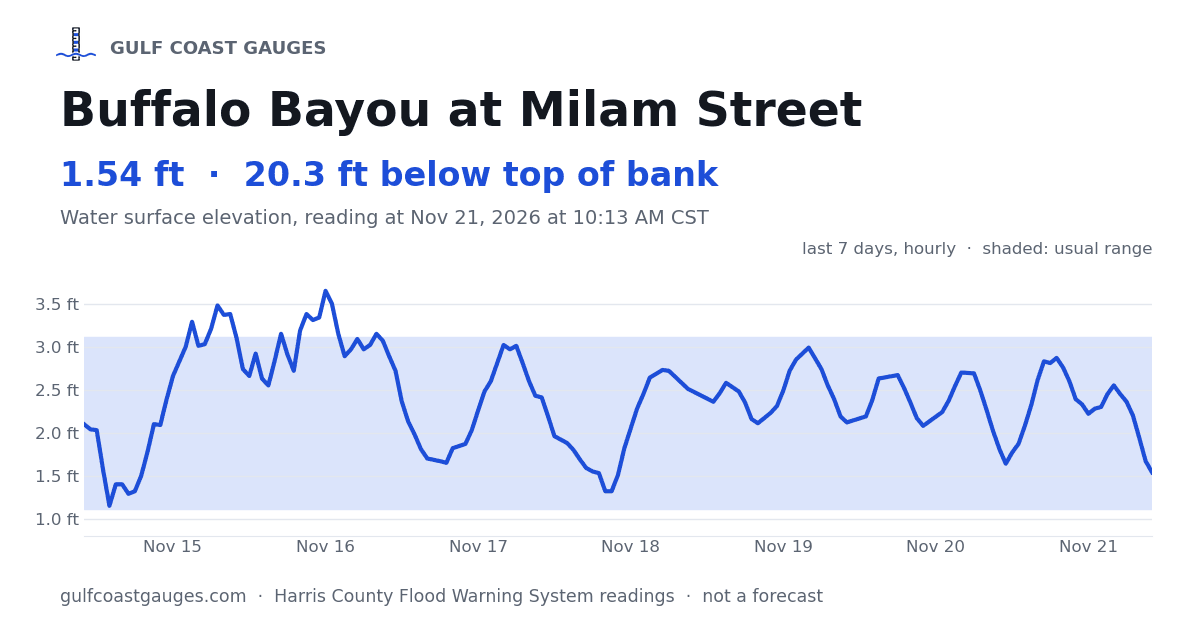 GULF COAST GAUGES
Buffalo Bayou at Milam Street
1.54 ft · 20.3 ft below top of bank
Water surface elevation, reading at Nov 21, 2026 at 10:13 AM CST
last 7 days, hourly · shaded: usual range
3.5 ft
3.0 ft
2.5 ft
2.0 ft
1.5 ft
1.0 ft
Nov 15 Nov 16 Nov 17 Nov 18 Nov 19 Nov 20 Nov 21
gulfcoastgauges.com · Harris County Flood Warning System readings · not a forecast